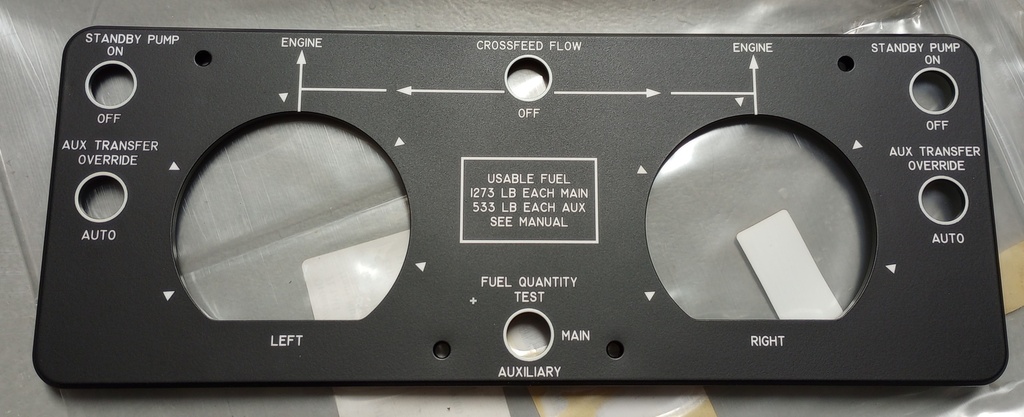 STANDBY PUMP
ON
OFF
AUX TRANSFER
OVERRIDE
AUTO
ENGINE
CROSSFEED FLOW
OFF
ENGINE
STANDBY PUMP
ON
OFF
AUX TRANSFER
OVERRIDE
AUTO
USABLE FUEL
1273 LB EACH MAIN
533 LB EACH AUX
SEE MANUAL
FUEL QUANTITY
TEST
MAIN
AUXILIARY
LEFT
RIGHT